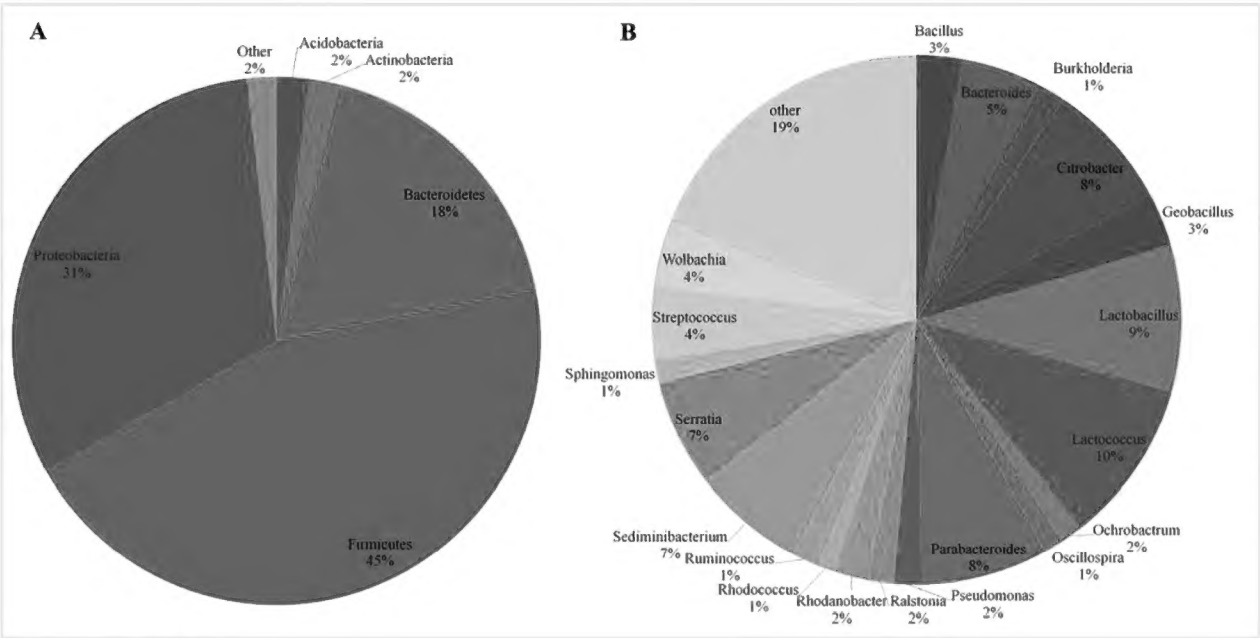 A
Other
2%
Acidobacteria
2%
Actinobacteria
2%
Bacteroidetes
18%
Proteobacteria
31%
Firmicutes
45%
B
Bacillus
3%
Burkholderia
1%
Bacteroides
5%
other
19%
Citrobacter
8%
Geobacillus
3%
Wolbachia
4%
Lactobacillus
9%
Streptococcus
4%
Sphingomonas
1%
Serratia
7%
Lactococcus
10%
Ochrobactrum
2%
Oscillospira
1%
Parabacteroides
8%
Sediminibacterium
7%
Ruminococcus
1%
Rhodococcus
1%
Rhodanobacter
2%
Ralstonia
2%
Pseudomonas
2%